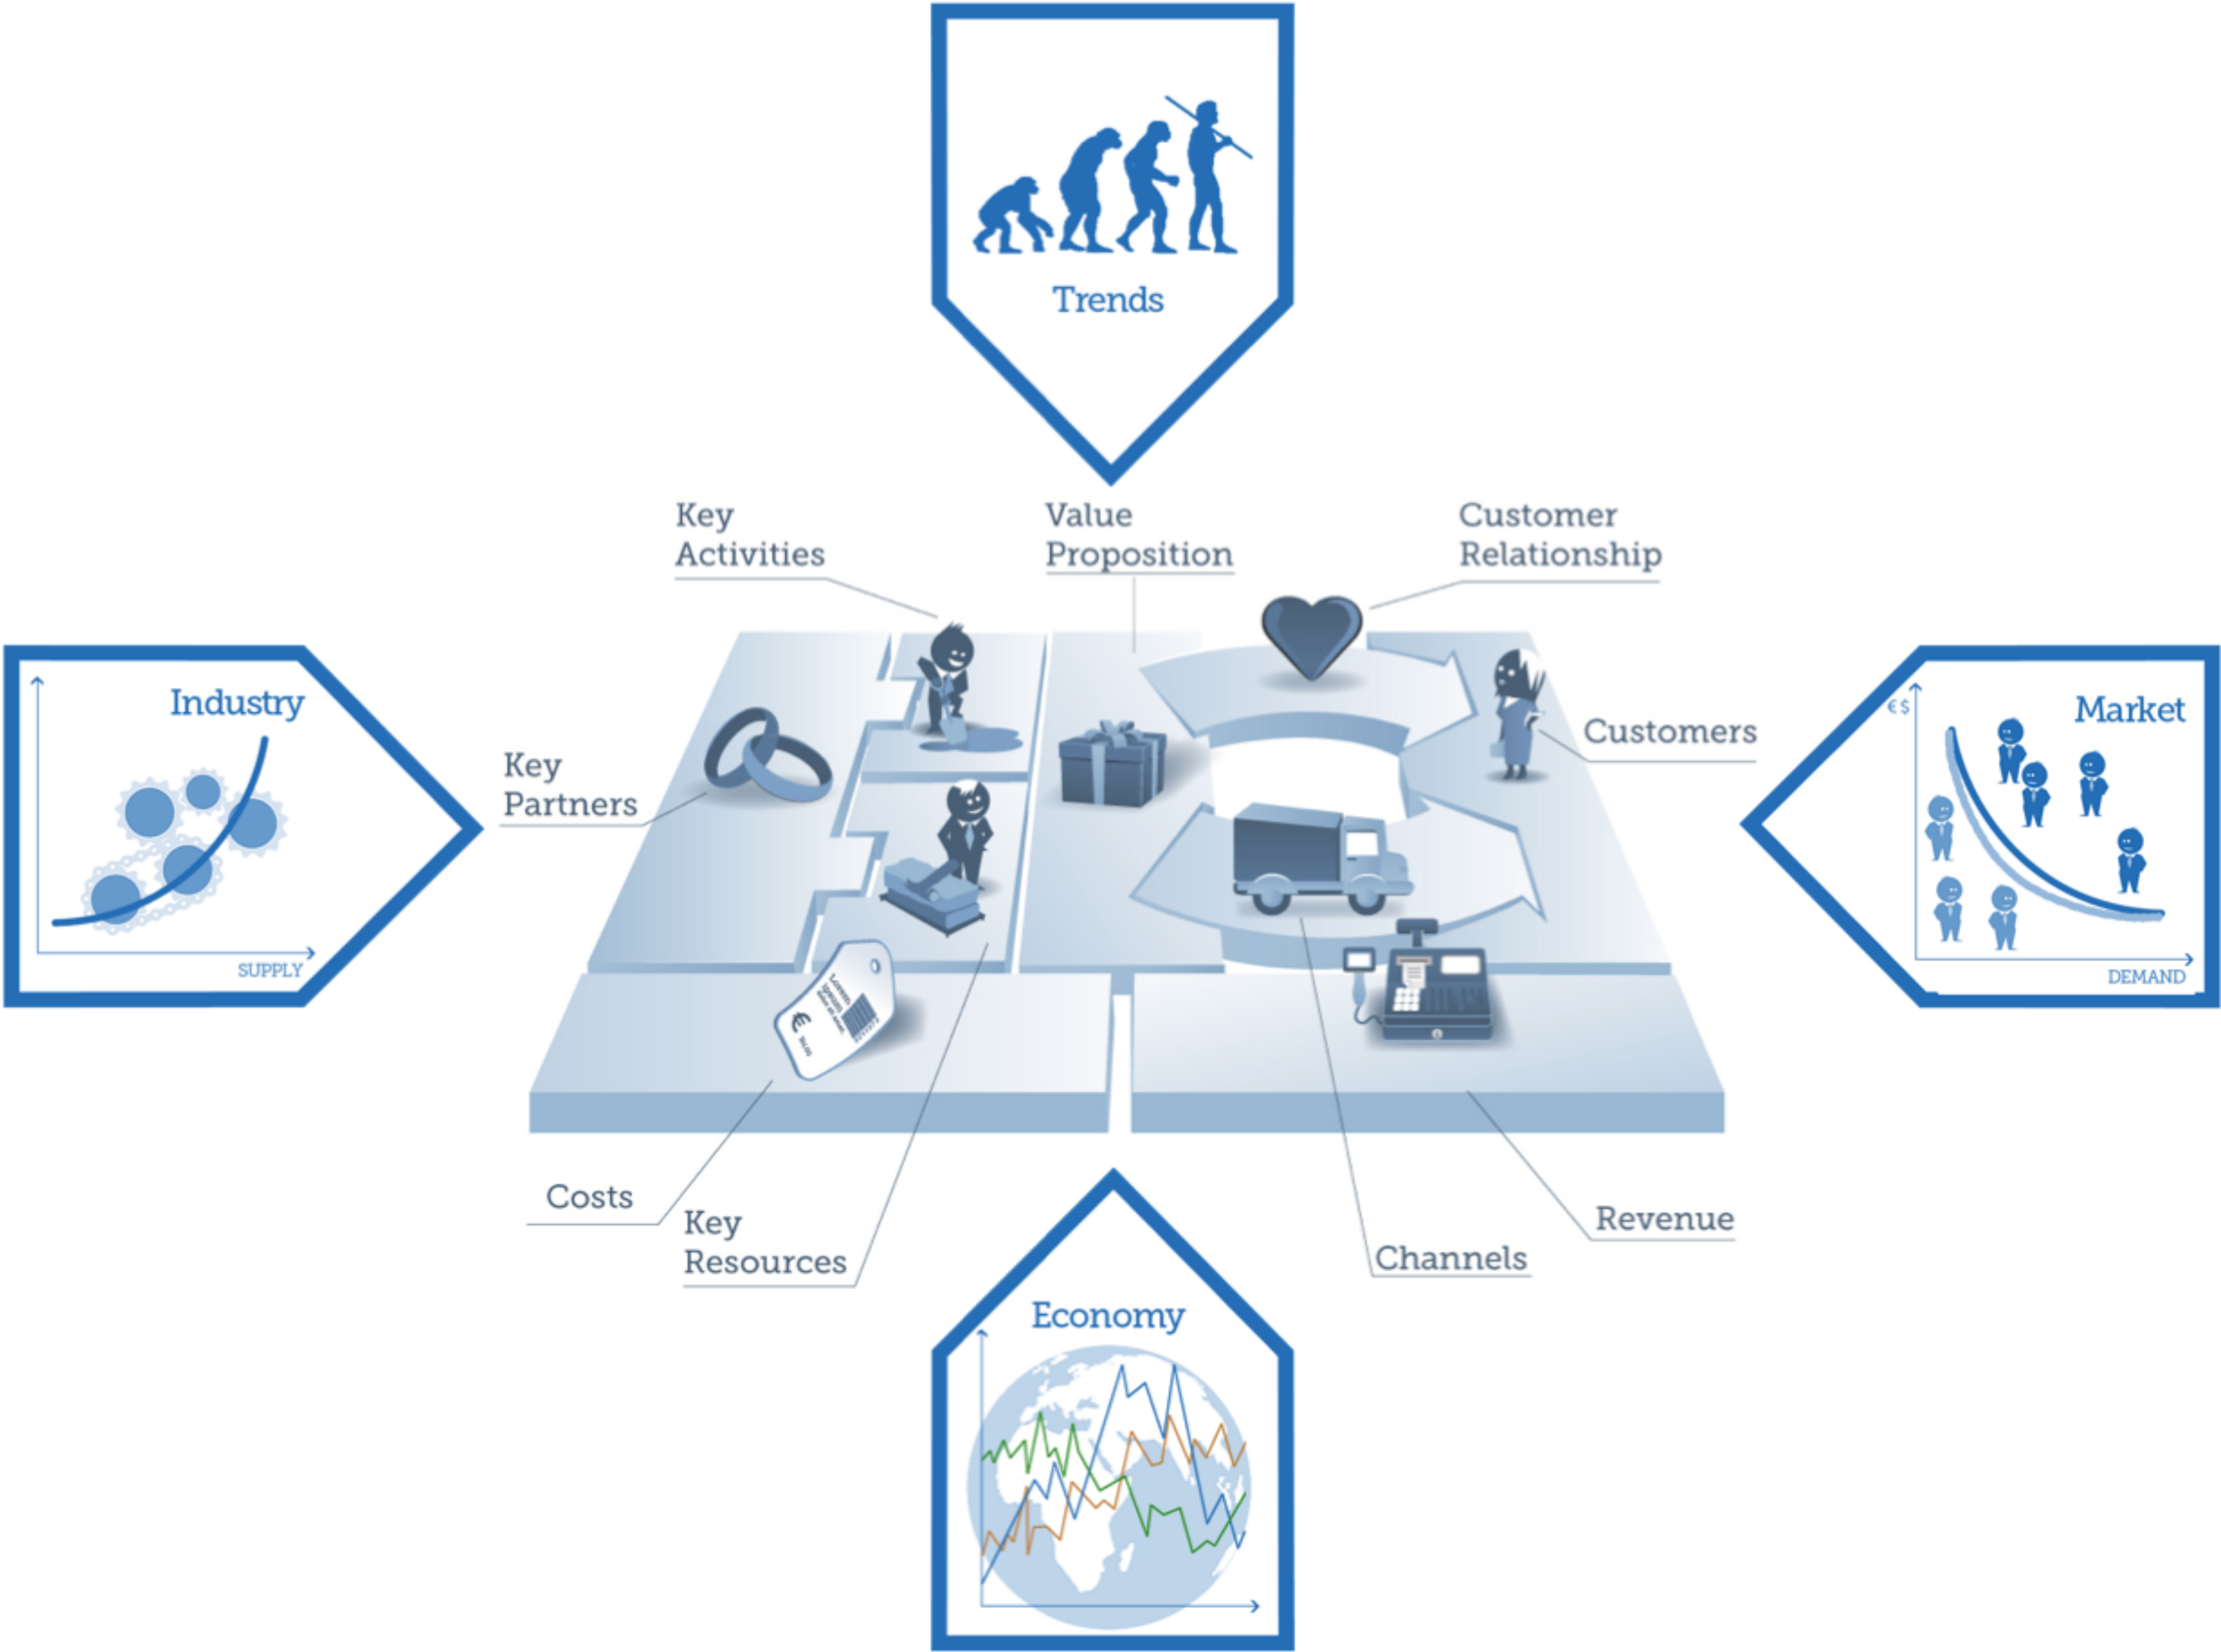 Trends
Key
Activities
Value
Proposition
Customer
Relationship
Industry
SUPPLY
Key
Partners
Customers
€$
Market
DEMAND
Lorem
€
Costs
Key
Resources
Channels
Revenue
Economy